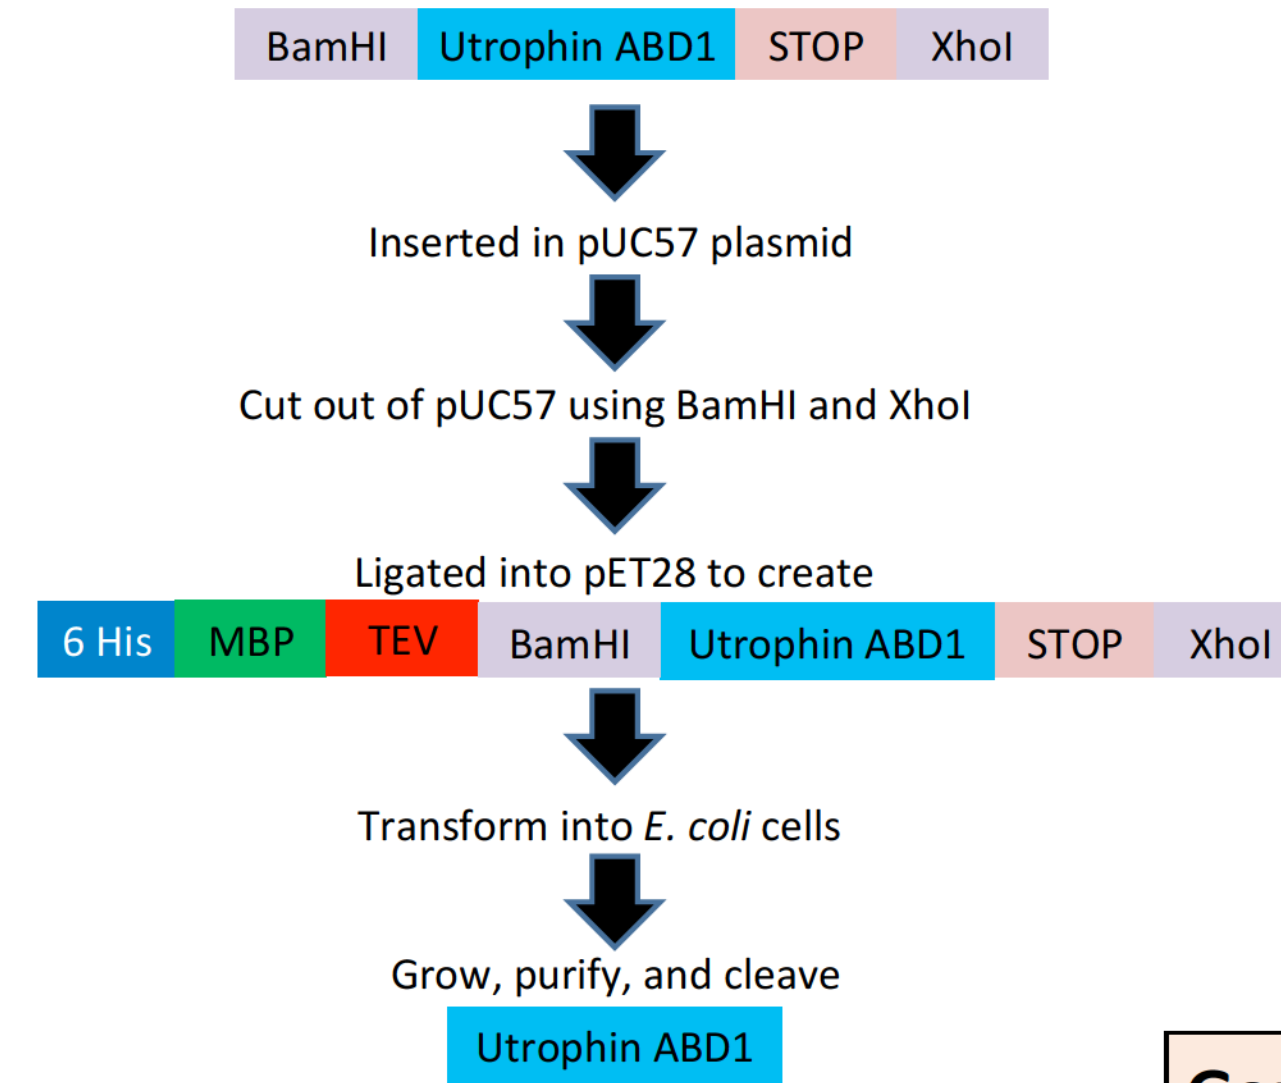 BamHI Utrophin ABD1 STOP XhoI
Inserted in pUC57 plasmid
Cut out of pUC57 using BamHI and XhoI
Ligated into pET28 to create
6 His MBP TEV BamHI Utrophin ABD1 STOP XhoI
Transform into E. coli cells
Grow, purify, and cleave
Utrophin ABD1